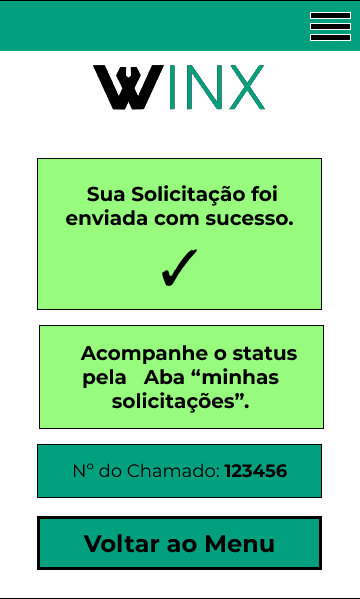 WINX
Sua Solicitação foi
enviada com sucesso.
✓
Acompanhe o status
pela Aba “minhas
solicitações”.
Nº do Chamado: 123456
Voltar ao Menu